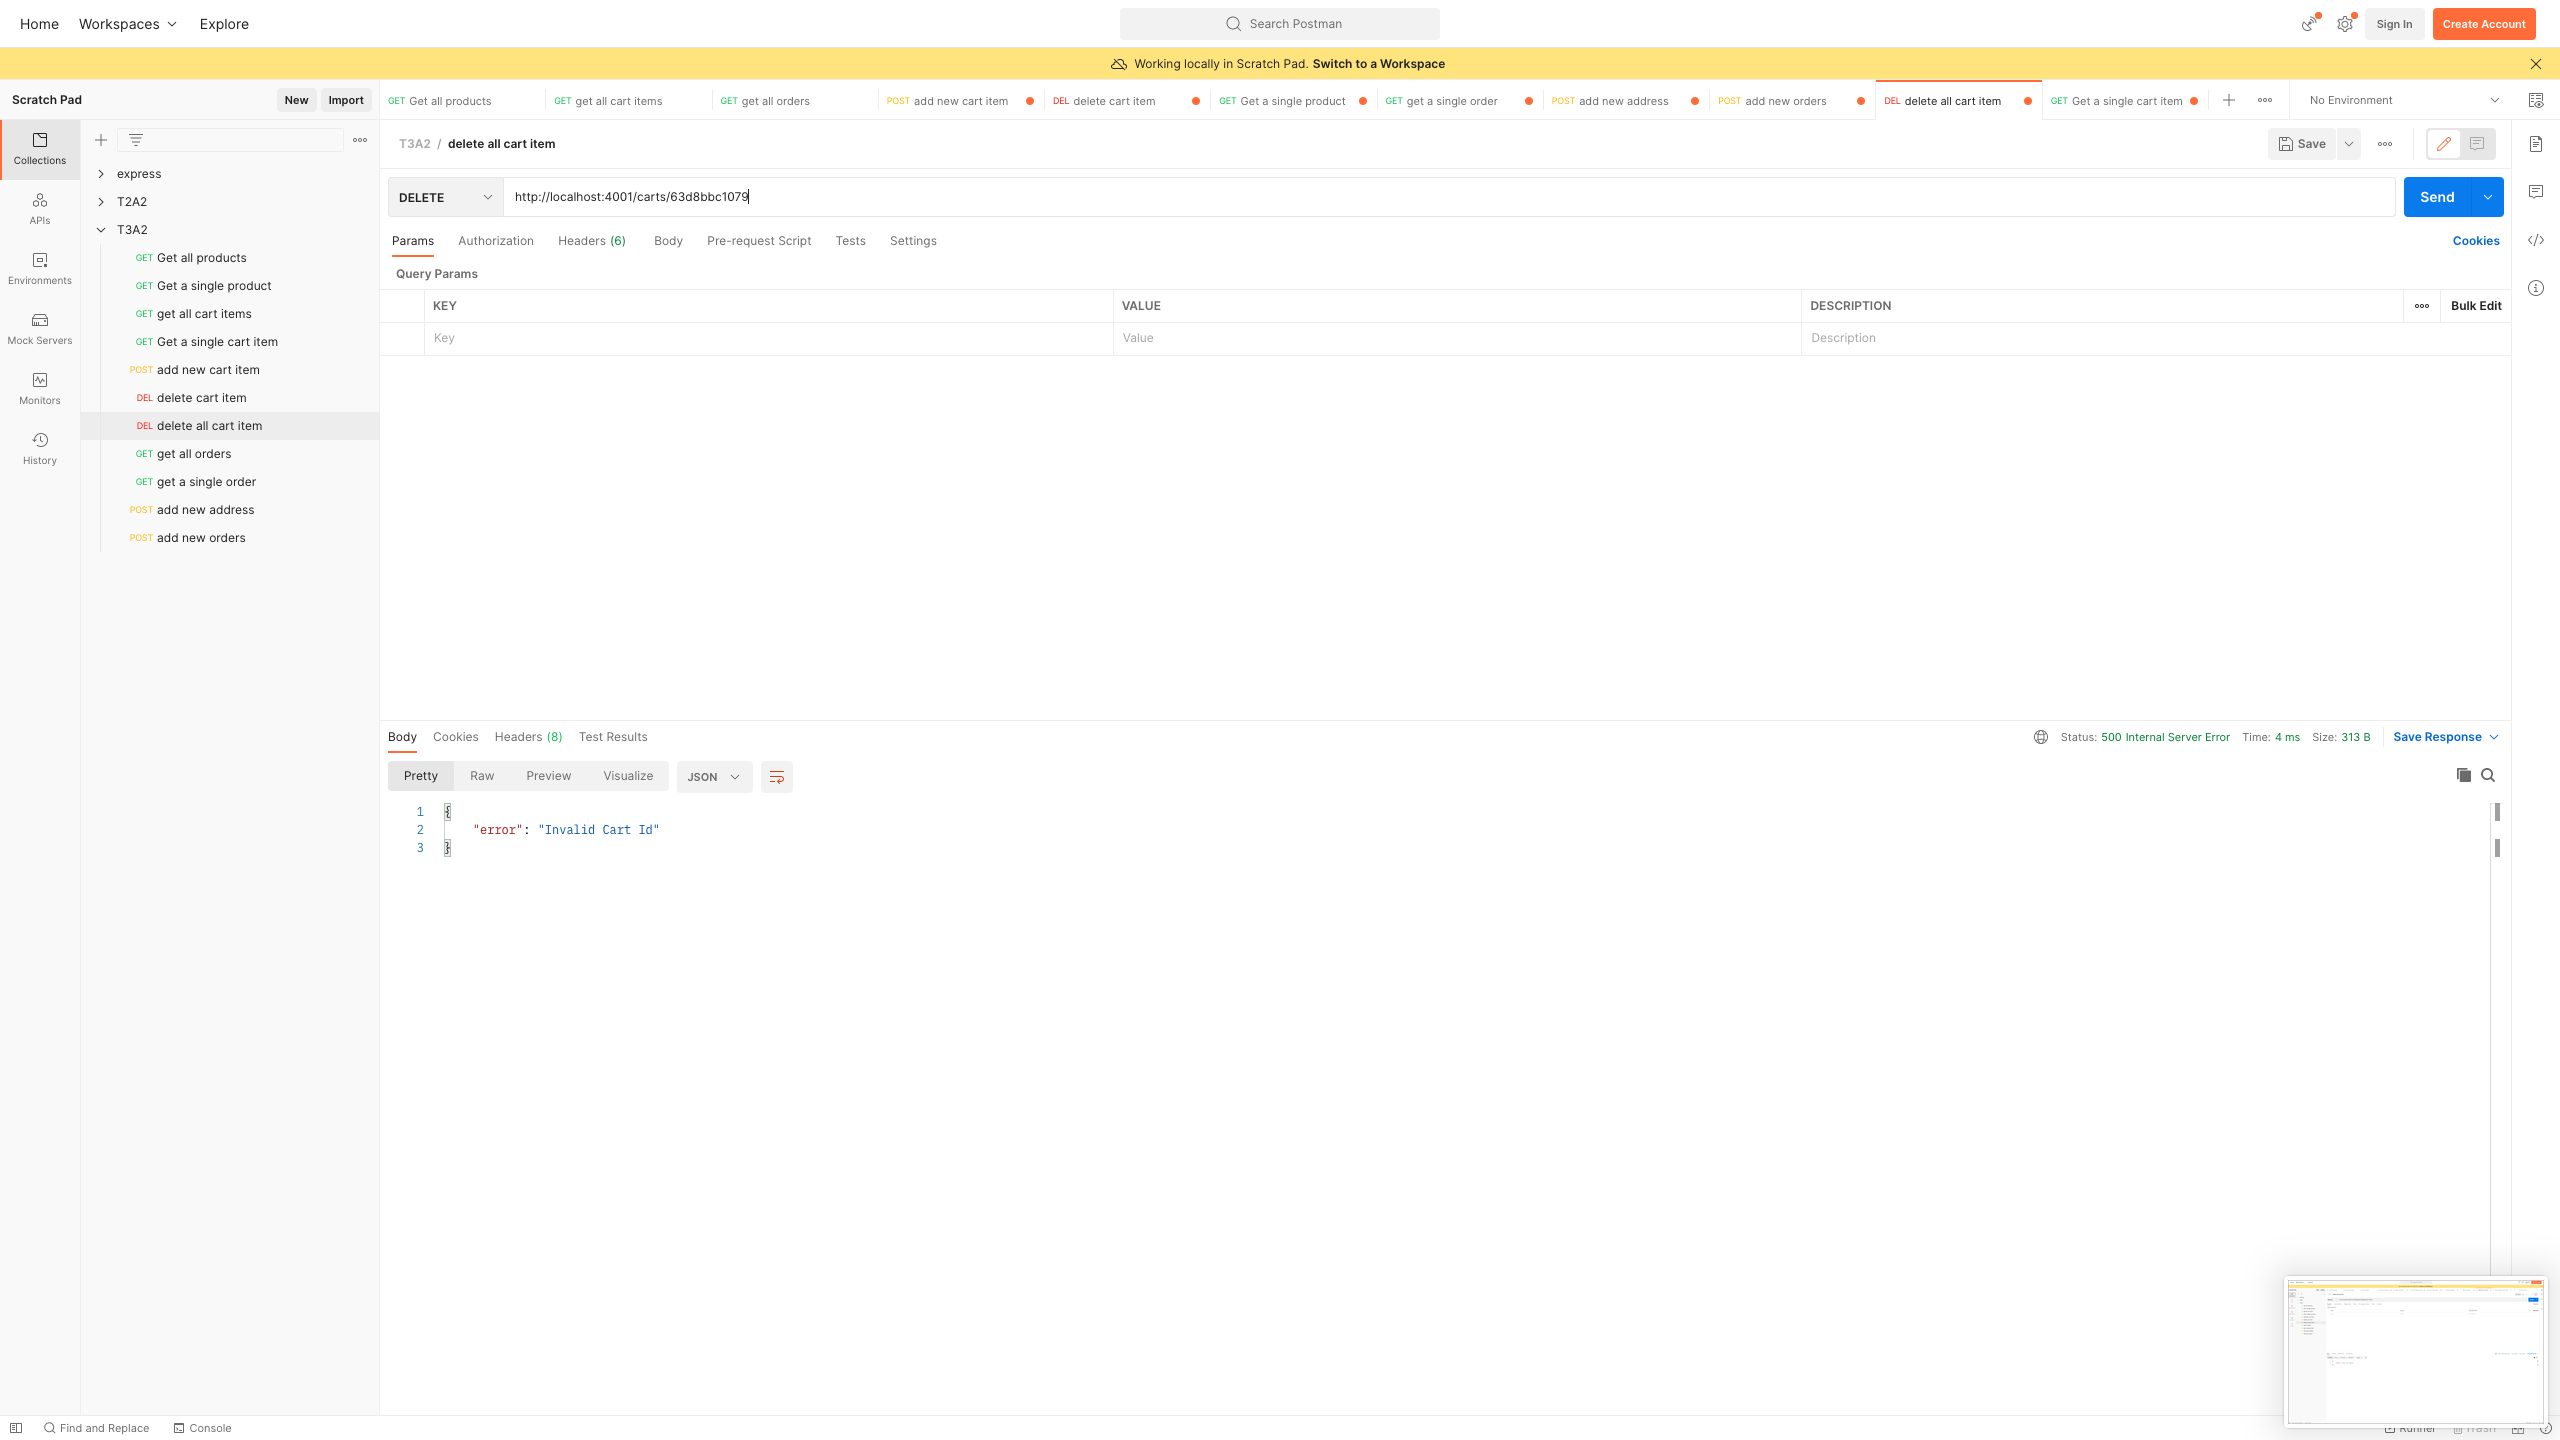 Home Workspaces Explore
Search Postman
Sign In Create Account
Working locally in Scratch Pad. Switch to a Workspace
Scratch Pad New Import
GET Get all products GET get all cart items GET get all orders POST add new cart item DEL delete cart item GET Get a single product GET get a single order POST add new address POST add new orders DEL delete all cart item GET Get a single cart item No Environment
Collections
APIs
Environments
Mock Servers
Monitors
History
express
T2A2
T3A2
GET Get all products
GET Get a single product
GET get all cart items
GET Get a single cart item
POST add new cart item
DEL delete cart item
DEL delete all cart item
GET get all orders
GET get a single order
POST add new address
POST add new orders
T3A2 / delete all cart item Save
DELETE http://localhost:4001/carts/63d8bbc1079 Send
Params Authorization Headers (6) Body Pre-request Script Tests Settings Cookies
Query Params
KEY VALUE DESCRIPTION Bulk Edit
Key Value Description
Body Cookies Headers (8) Test Results Status: 500 Internal Server Error Time: 4 ms Size: 313 B Save Response
Pretty Raw Preview Visualize JSON
1 {
2 "error": "Invalid Cart Id"
3 }
Find and Replace Console Runner Trash